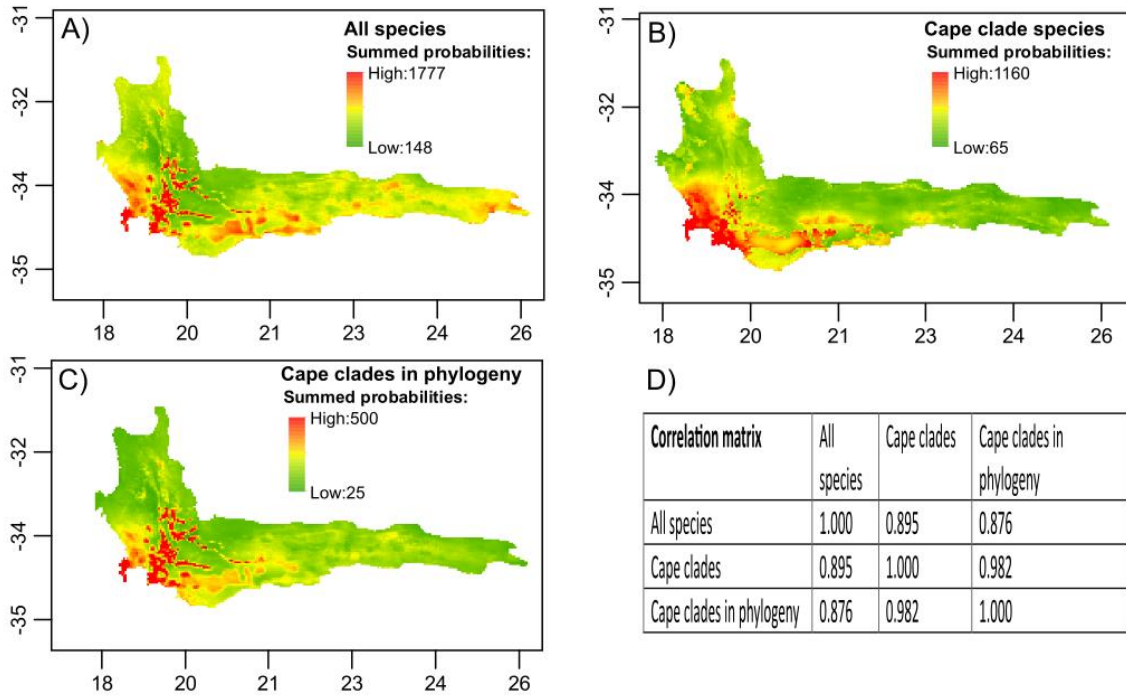 A)
All species
Summed probabilities:
High:1777
Low:148
-31
-32
-34
-35
18
20
21
23
24
26
B)
Cape clade species
Summed probabilities:
High:1160
Low:65
-31
-32
-34
-35
18
20
21
23
24
26
C)
Cape clades in phylogeny
Summed probabilities:
High:500
Low:25
-31
-32
-34
-35
18
20
21
23
24
26
D)
Correlation matrix All species Cape clades Cape clades in phylogeny
All species 1.000 0.895 0.876
Cape clades 0.895 1.000 0.982
Cape clades in phylogeny 0.876 0.982 1.000